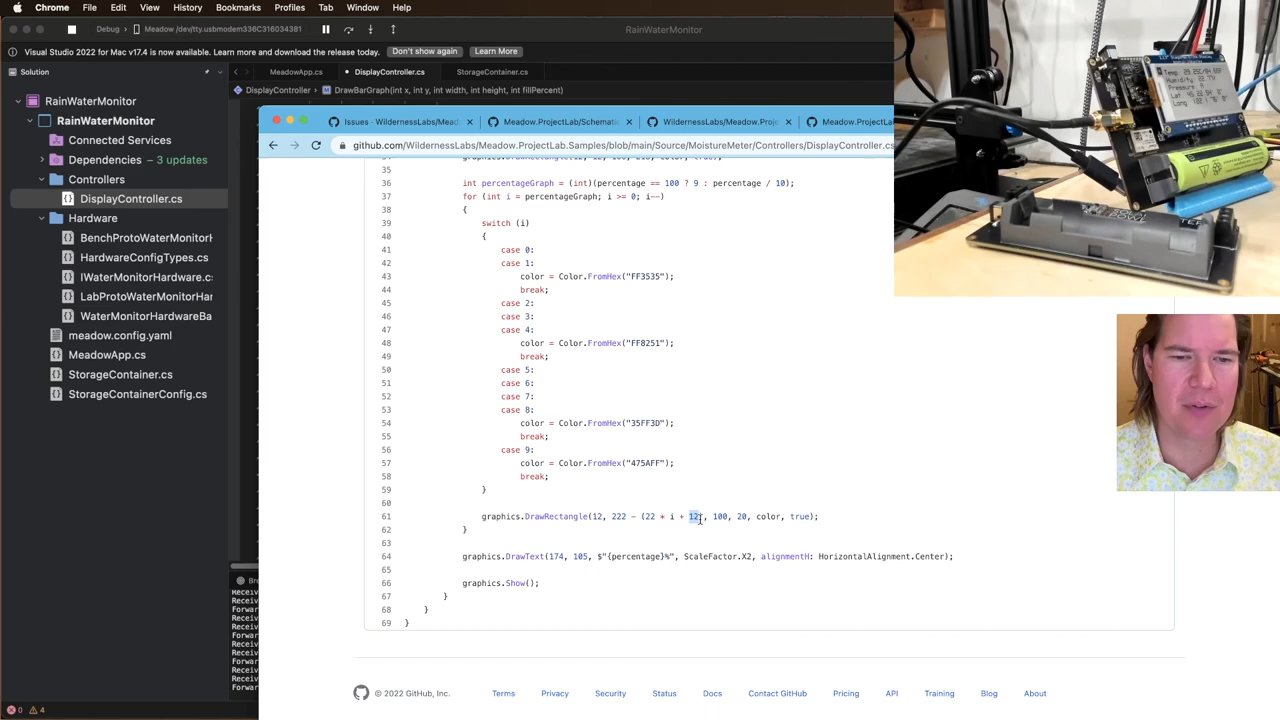 Chrome File Edit View History Bookmarks Profiles Tab Window Help
Debug › Meadow /dev/tty.usbmodem336C316034381
RainWaterMonitor
Visual Studio 2022 for Mac v17.4 is now available. Learn more and download the release today. Don't show again Learn More
Solution
MeadowApp.cs DisplayController.cs StorageContainer.cs
DisplayController › DrawBarGraph(int x, int y, int width, int height, int fillPercent)
RainWaterMonitor
RainWaterMonitor
Connected Services
Dependencies – 3 updates
Controllers
DisplayController.cs
Hardware
BenchProtoWaterMonitorH
HardwareConfigTypes.cs
IWaterMonitorHardware.c
LabProtoWaterMonitorHar
WaterMonitorHardwareBa
meadow.config.yaml
MeadowApp.cs
StorageContainer.cs
StorageContainerConfig.cs
Issues · WildernessLabs/Mead × Meadow.ProjectLab/Schemati × WildernessLabs/Meadow.Proje × Meadow.ProjectLab
github.com/WildernessLabs/Meadow.ProjectLab.Samples/blob/main/Source/MoistureMeter/Controllers/DisplayController.cs
35
36 int percentageGraph = (int)(percentage == 100 ? 9 : percentage / 10);
37 for (int i = percentageGraph; i >= 0; i--)
38 {
39 switch (i)
40 {
41 case 0:
42 case 1:
43 color = Color.FromHex("FF3535");
44 break;
45 case 2:
46 case 3:
47 case 4:
48 color = Color.FromHex("FF8251");
49 break;
50 case 5:
51 case 6:
52 case 7:
53 case 8:
54 color = Color.FromHex("35FF3D");
55 break;
56 case 9:
57 color = Color.FromHex("475AFF");
58 break;
59 }
60
61 graphics.DrawRectangle(12, 222 - (22 * i + 12), 100, 20, color, true);
62 }
63
64 graphics.DrawText(174, 105, $"{percentage}%", ScaleFactor.X2, alignmentH: HorizontalAlignment.Center);
65
66 graphics.Show();
67 }
68 }
69 }
Receiv
Receiv
Forwar
Receiv
Receiv
Forwar
Receiv
Forwar
© 2022 GitHub, Inc. Terms Privacy Security Status Docs Contact GitHub Pricing API Training Blog About
0 4